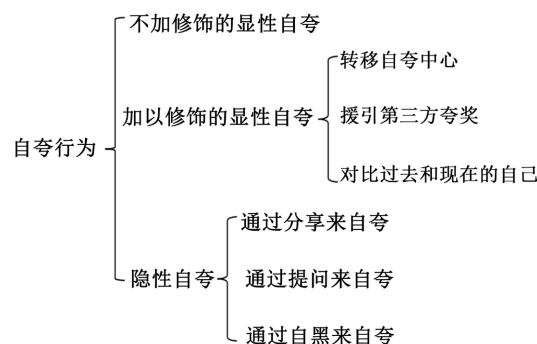 不加修饰的显性自夸
转移自夸中心
加以修饰的显性自夸
援引第三方夸奖
自夸行为
对比过去和现在的自己
通过分享来自夸
隐性自夸
通过提问来自夸
通过自黑来自夸